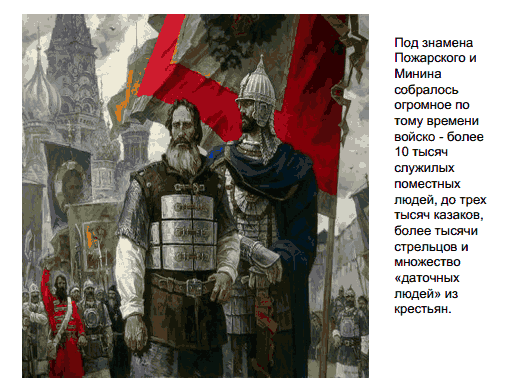 Под знамена
Пожарского и
Минина
собралось
огромное по
тому времени
войско - более
10 тысяч
служилых
поместных
людей, до трех
тысяч казаков,
более тысячи
стрельцов и
множество
«даточных
людей» из
крестьян.